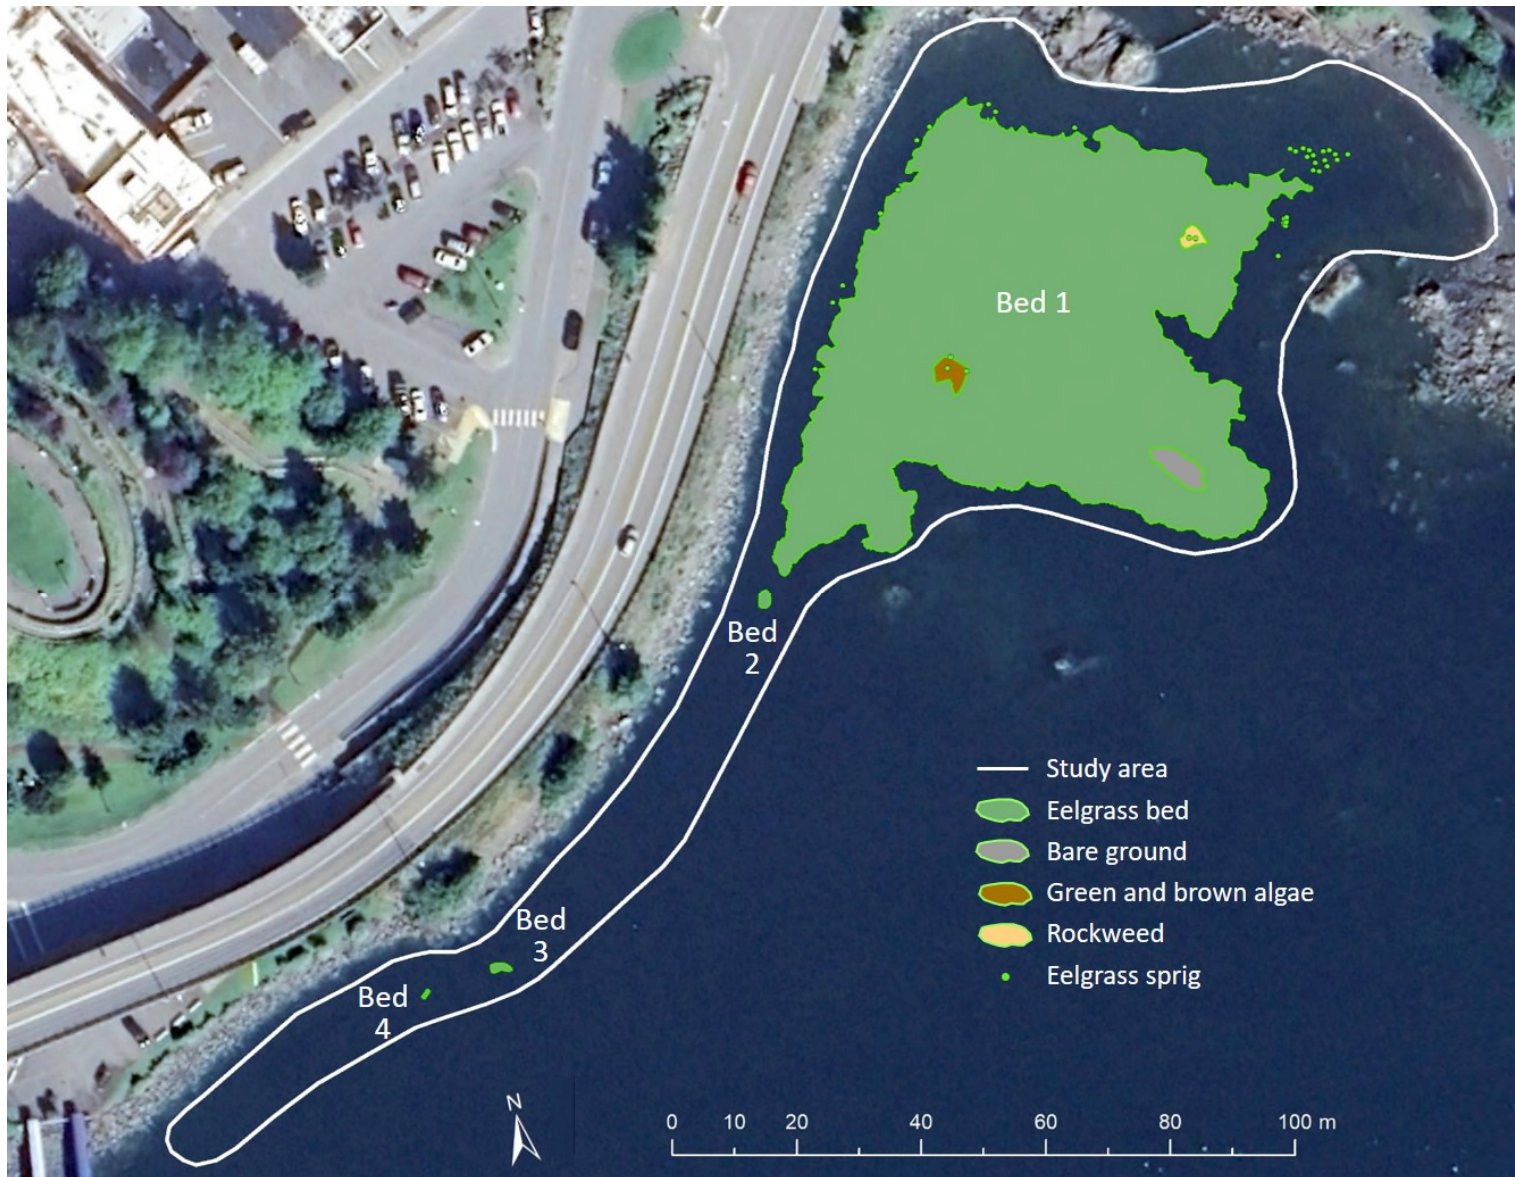 Bed 1
Bed
2
Study area
Eelgrass bed
Bare ground
Green and brown algae
Rockweed
Eelgrass sprig
Bed
3
Bed
4
N
0 10 20 40 60 80 100 m